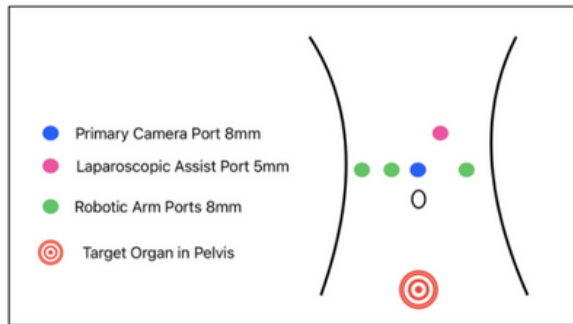 Primary Camera Port 8mm
Laparoscopic Assist Port 5mm
Robotic Arm Ports 8mm
Target Organ in Pelvis